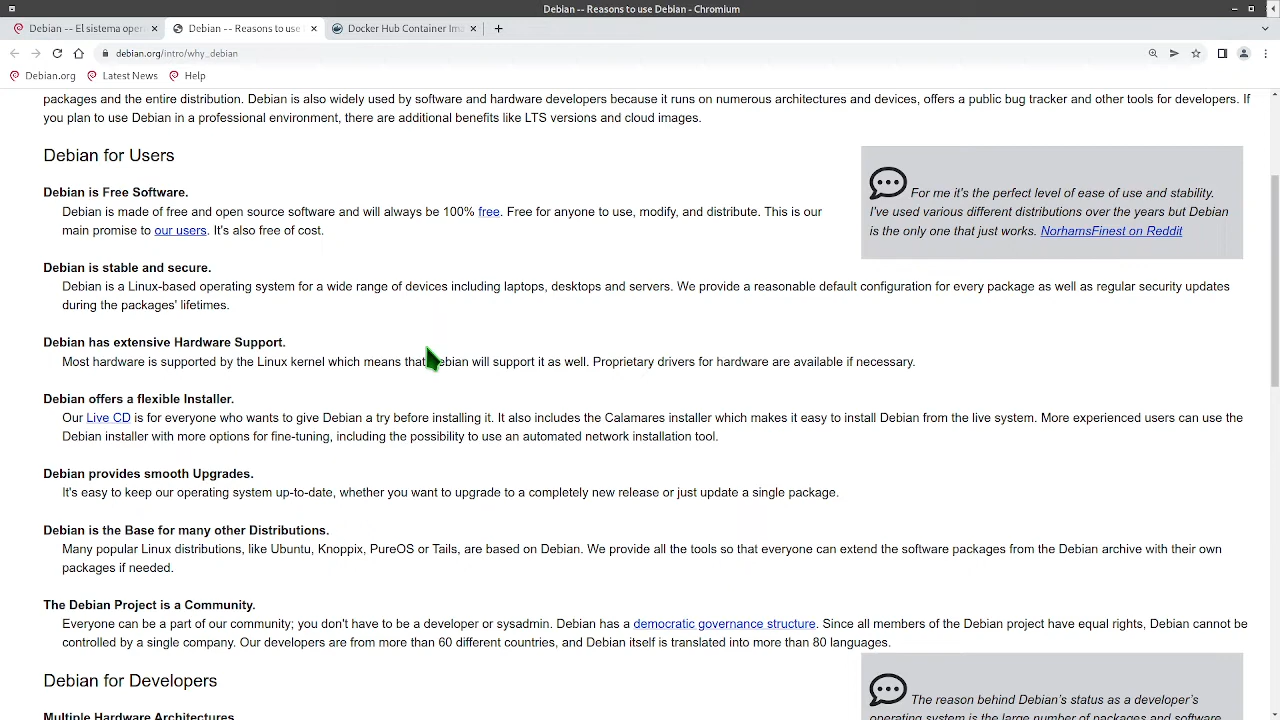 Debian -- Reasons to use Debian - Chromium
Debian -- El sistema oper
Debian -- Reasons to use
Docker Hub Container Ima
debian.org/intro/why_debian
Debian.org Latest News Help
packages and the entire distribution. Debian is also widely used by software and hardware developers because it runs on numerous architectures and devices, offers a public bug tracker and other tools for developers. If
you plan to use Debian in a professional environment, there are additional benefits like LTS versions and cloud images.
Debian for Users
For me it's the perfect level of ease of use and stability.
I've used various different distributions over the years but Debian
is the only one that just works. NorhamsFinest on Reddit
Debian is Free Software.
Debian is made of free and open source software and will always be 100% free. Free for anyone to use, modify, and distribute. This is our
main promise to our users. It's also free of cost.
Debian is stable and secure.
Debian is a Linux-based operating system for a wide range of devices including laptops, desktops and servers. We provide a reasonable default configuration for every package as well as regular security updates
during the packages' lifetimes.
Debian has extensive Hardware Support.
Most hardware is supported by the Linux kernel which means that Debian will support it as well. Proprietary drivers for hardware are available if necessary.
Debian offers a flexible Installer.
Our Live CD is for everyone who wants to give Debian a try before installing it. It also includes the Calamares installer which makes it easy to install Debian from the live system. More experienced users can use the
Debian installer with more options for fine-tuning, including the possibility to use an automated network installation tool.
Debian provides smooth Upgrades.
It's easy to keep our operating system up-to-date, whether you want to upgrade to a completely new release or just update a single package.
Debian is the Base for many other Distributions.
Many popular Linux distributions, like Ubuntu, Knoppix, PureOS or Tails, are based on Debian. We provide all the tools so that everyone can extend the software packages from the Debian archive with their own
packages if needed.
The Debian Project is a Community.
Everyone can be a part of our community; you don't have to be a developer or sysadmin. Debian has a democratic governance structure. Since all members of the Debian project have equal rights, Debian cannot be
controlled by a single company. Our developers are from more than 60 different countries, and Debian itself is translated into more than 80 languages.
Debian for Developers
The reason behind Debian's status as a developer's
operating system is the large number of packages and software
Multiple Hardware Architectures.